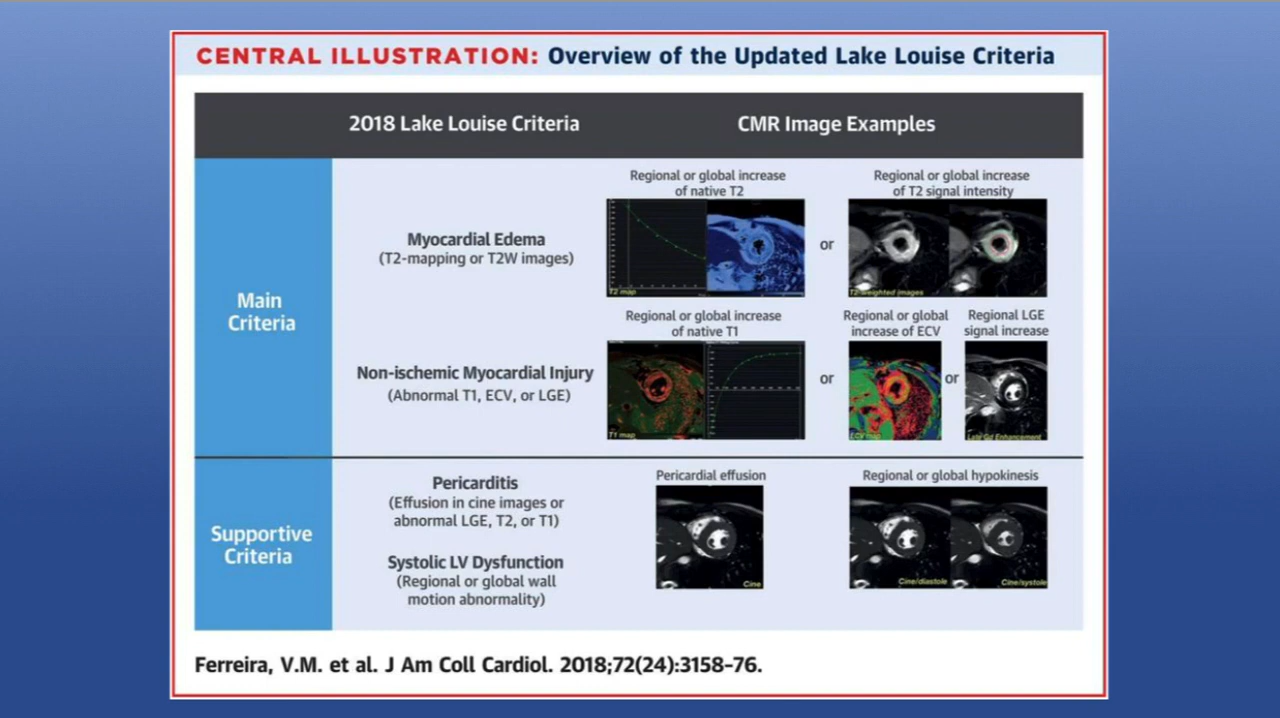 CENTRAL ILLUSTRATION: Overview of the Updated Lake Louise Criteria
2018 Lake Louise Criteria
CMR Image Examples
Main
Criteria
Myocardial Edema
(T2-mapping or T2W images)
Regional or global increase
of native T2
T2 map
or
Regional or global increase
of T2 signal intensity
T2-weighted images
Non-ischemic Myocardial Injury
(Abnormal T1, ECV, or LGE)
Regional or global increase
of native T1
T1 map
or
Regional or global
increase of ECV
ECV map
or
Regional LGE
signal increase
Late Gd Enhancement
Supportive
Criteria
Pericarditis
(Effusion in cine images or
abnormal LGE, T2, or T1)
Pericardial effusion
Cine
Systolic LV Dysfunction
(Regional or global wall
motion abnormality)
Regional or global hypokinesis
Cine/diastole
Cine/systole
Ferreira, V.M. et al. J Am Coll Cardiol. 2018;72(24):3158-76.